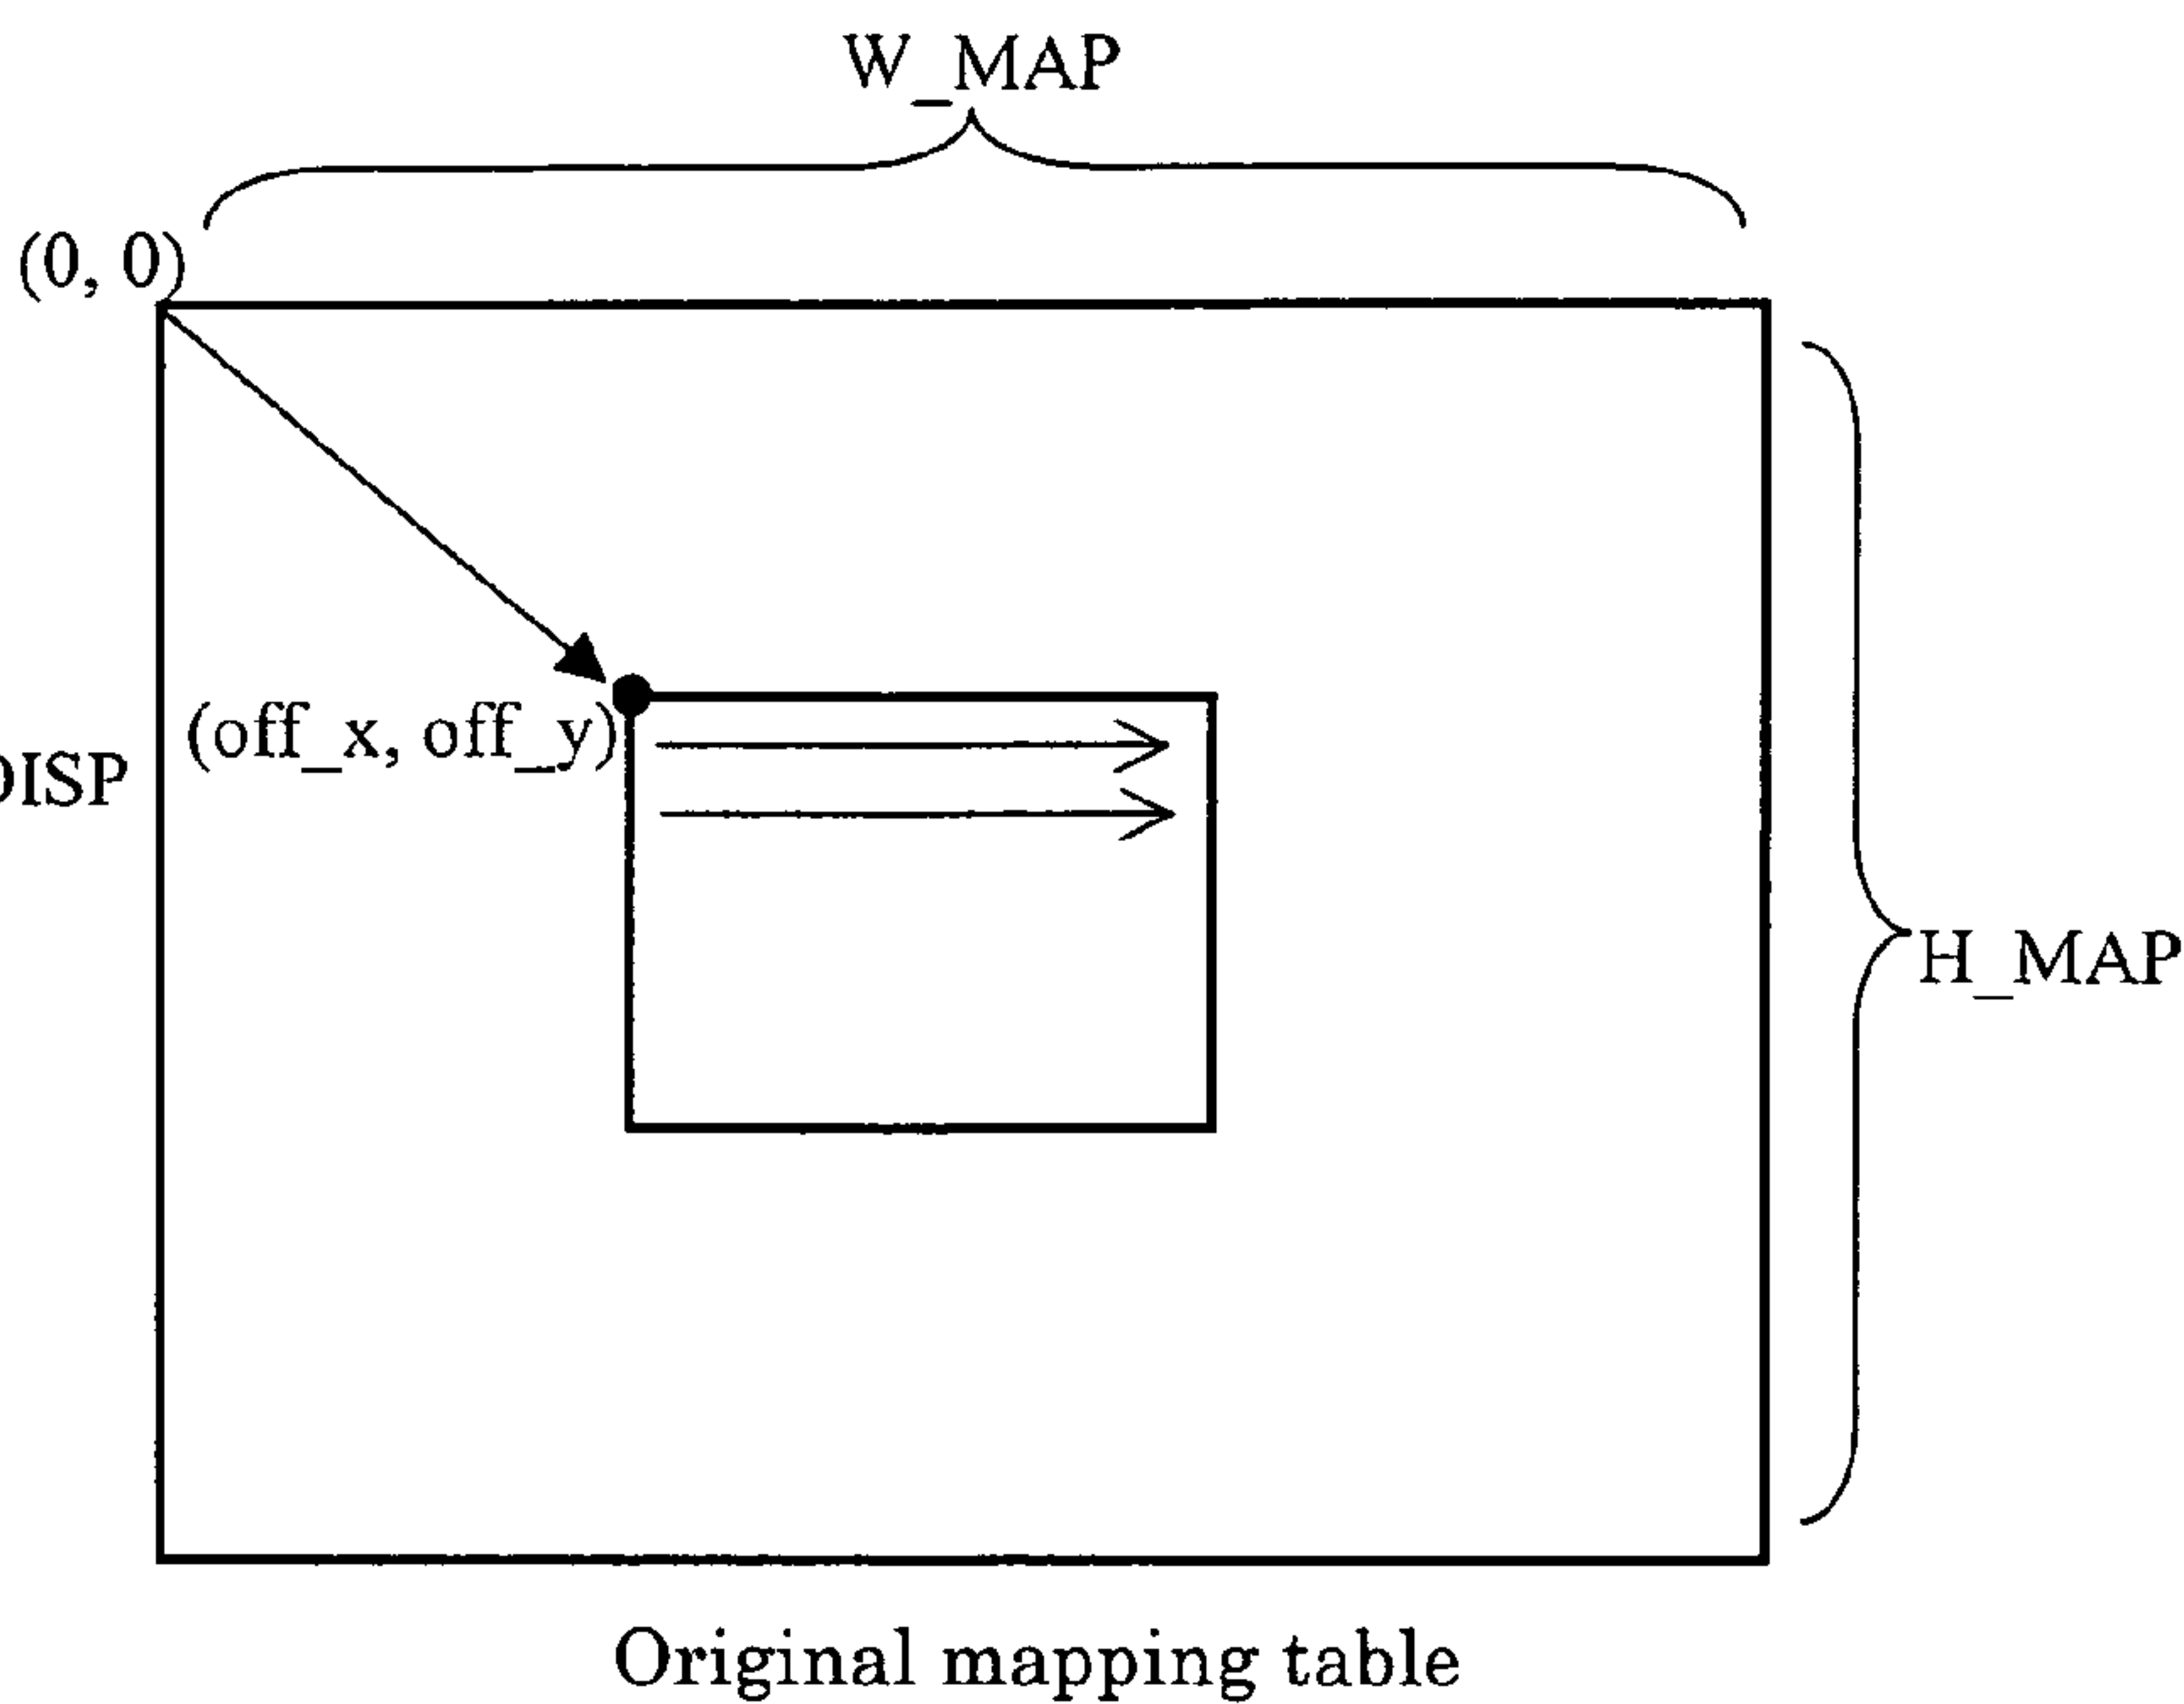 W_MAP
(0, 0)
(off_x, off_y)
DISP
H_MAP
Original mapping table